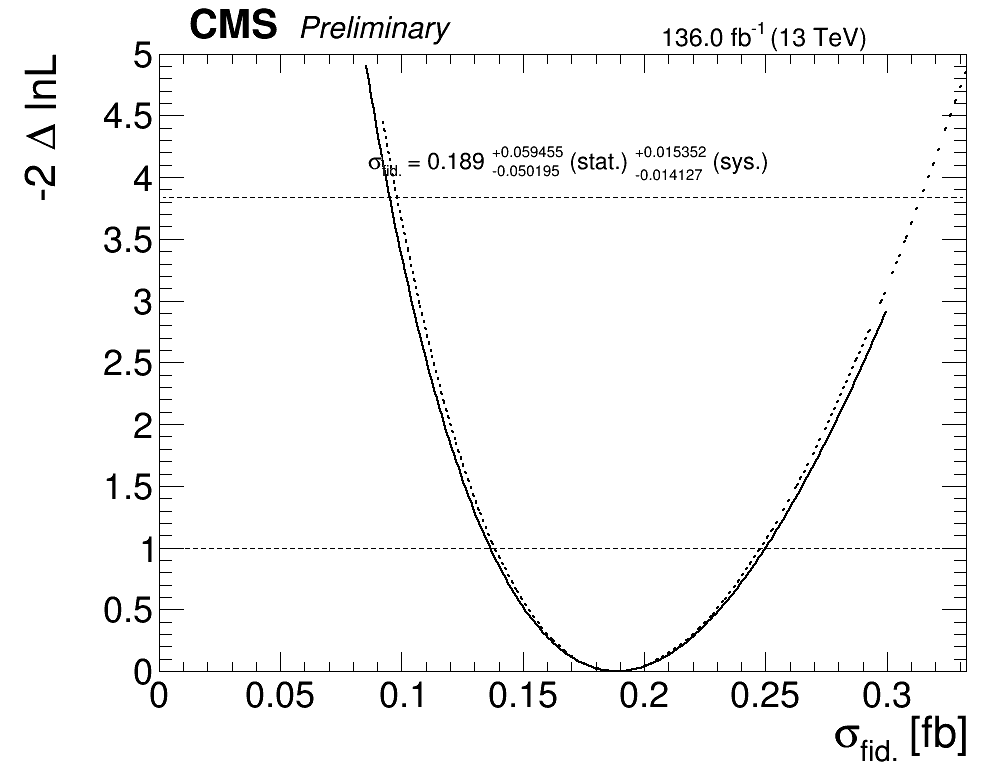 CMS Preliminary
136.0 fb-1 (13 TeV)
-2 Δ lnL
5
4.5
4
3.5
3
2.5
2
1.5
1
0.5
0
σfid. = 0.189 +0.059455 -0.050195 (stat.) +0.015352 -0.014127 (sys.)
0 0.05 0.1 0.15 0.2 0.25 0.3
σfid. [fb]